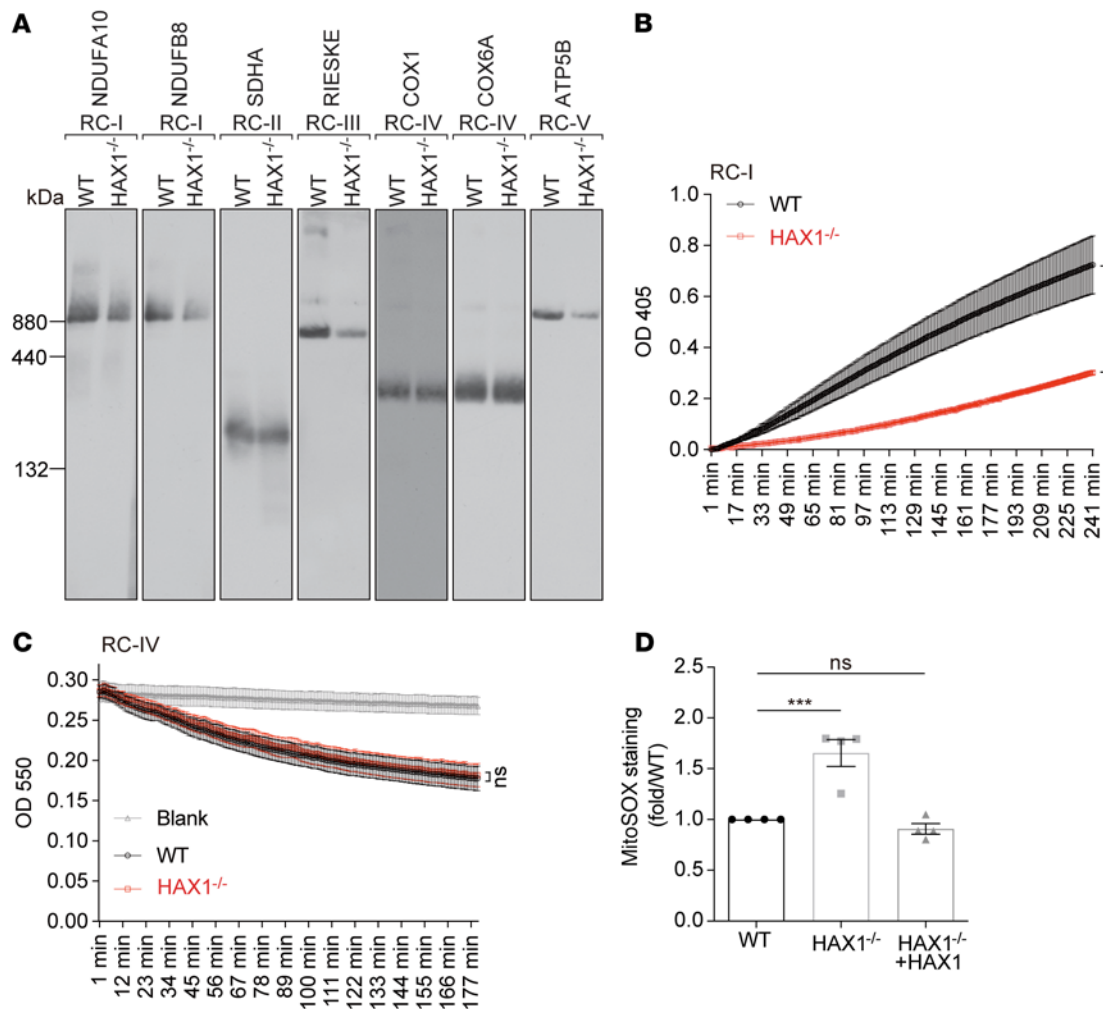 A
NDUFA10 NDUFB8 SDHA RIESKE COX1 COX6A ATP5B
RC-I RC-I RC-II RC-III RC-IV RC-IV RC-V
WT HAX1-/- WT HAX1-/- WT HAX1-/- WT HAX1-/- WT HAX1-/- WT HAX1-/- WT HAX1-/-
kDa
880
440
132
B
RC-I
WT
HAX1-/-
OD 405
1.0
0.8
0.6
0.4
0.2
0.0
1 min 17 min 33 min 49 min 65 min 81 min 97 min 113 min 129 min 145 min 161 min 177 min 193 min 209 min 225 min 241 min
C
RC-IV
OD 550
0.30
0.25
0.20
0.15
0.10
0.05
0.00
ns
Blank
WT
HAX1-/-
1 min 12 min 23 min 34 min 45 min 56 min 67 min 78 min 89 min 100 min 111 min 122 min 133 min 144 min 155 min 166 min 177 min
D
MitoSOX staining
(fold/WT)
2.5
2.0
1.5
1.0
0.5
0.0
ns
***
WT HAX1-/- HAX1-/-
+HAX1